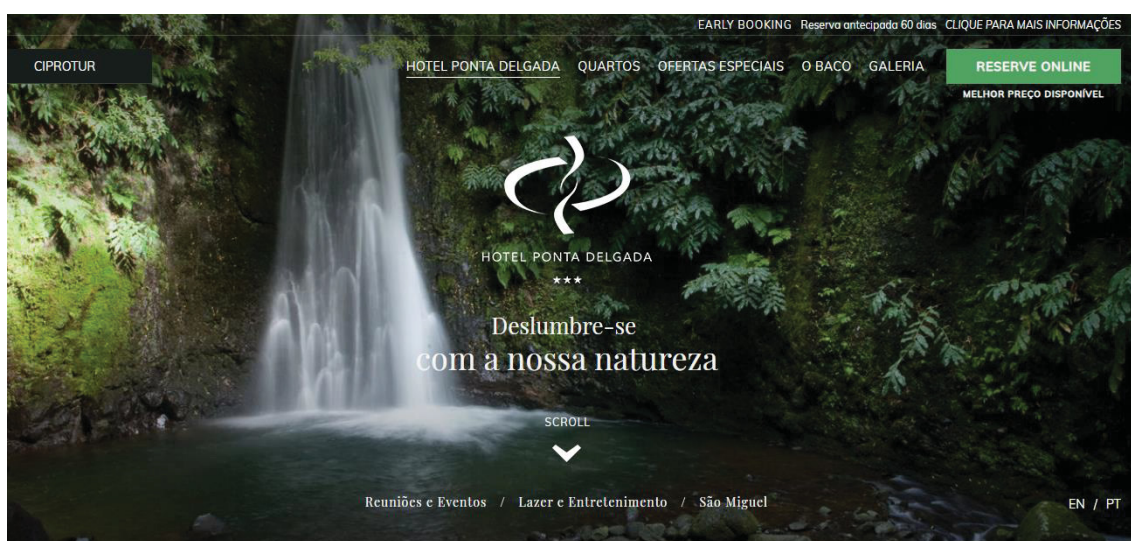 EARLY BOOKING Reserva antecipada 60 dias CLIQUE PARA MAIS INFORMAÇÕES
CIPROTUR
HOTEL PONTA DELGADA QUARTOS OFERTAS ESPECIAIS O BACO GALERIA
RESERVE ONLINE
MELHOR PREÇO DISPONÍVEL
HOTEL PONTA DELGADA
★★★
Deslumbre-se
com a nossa natureza
SCROLL
Reuniões e Eventos / Lazer e Entretenimento / São Miguel
EN / PT